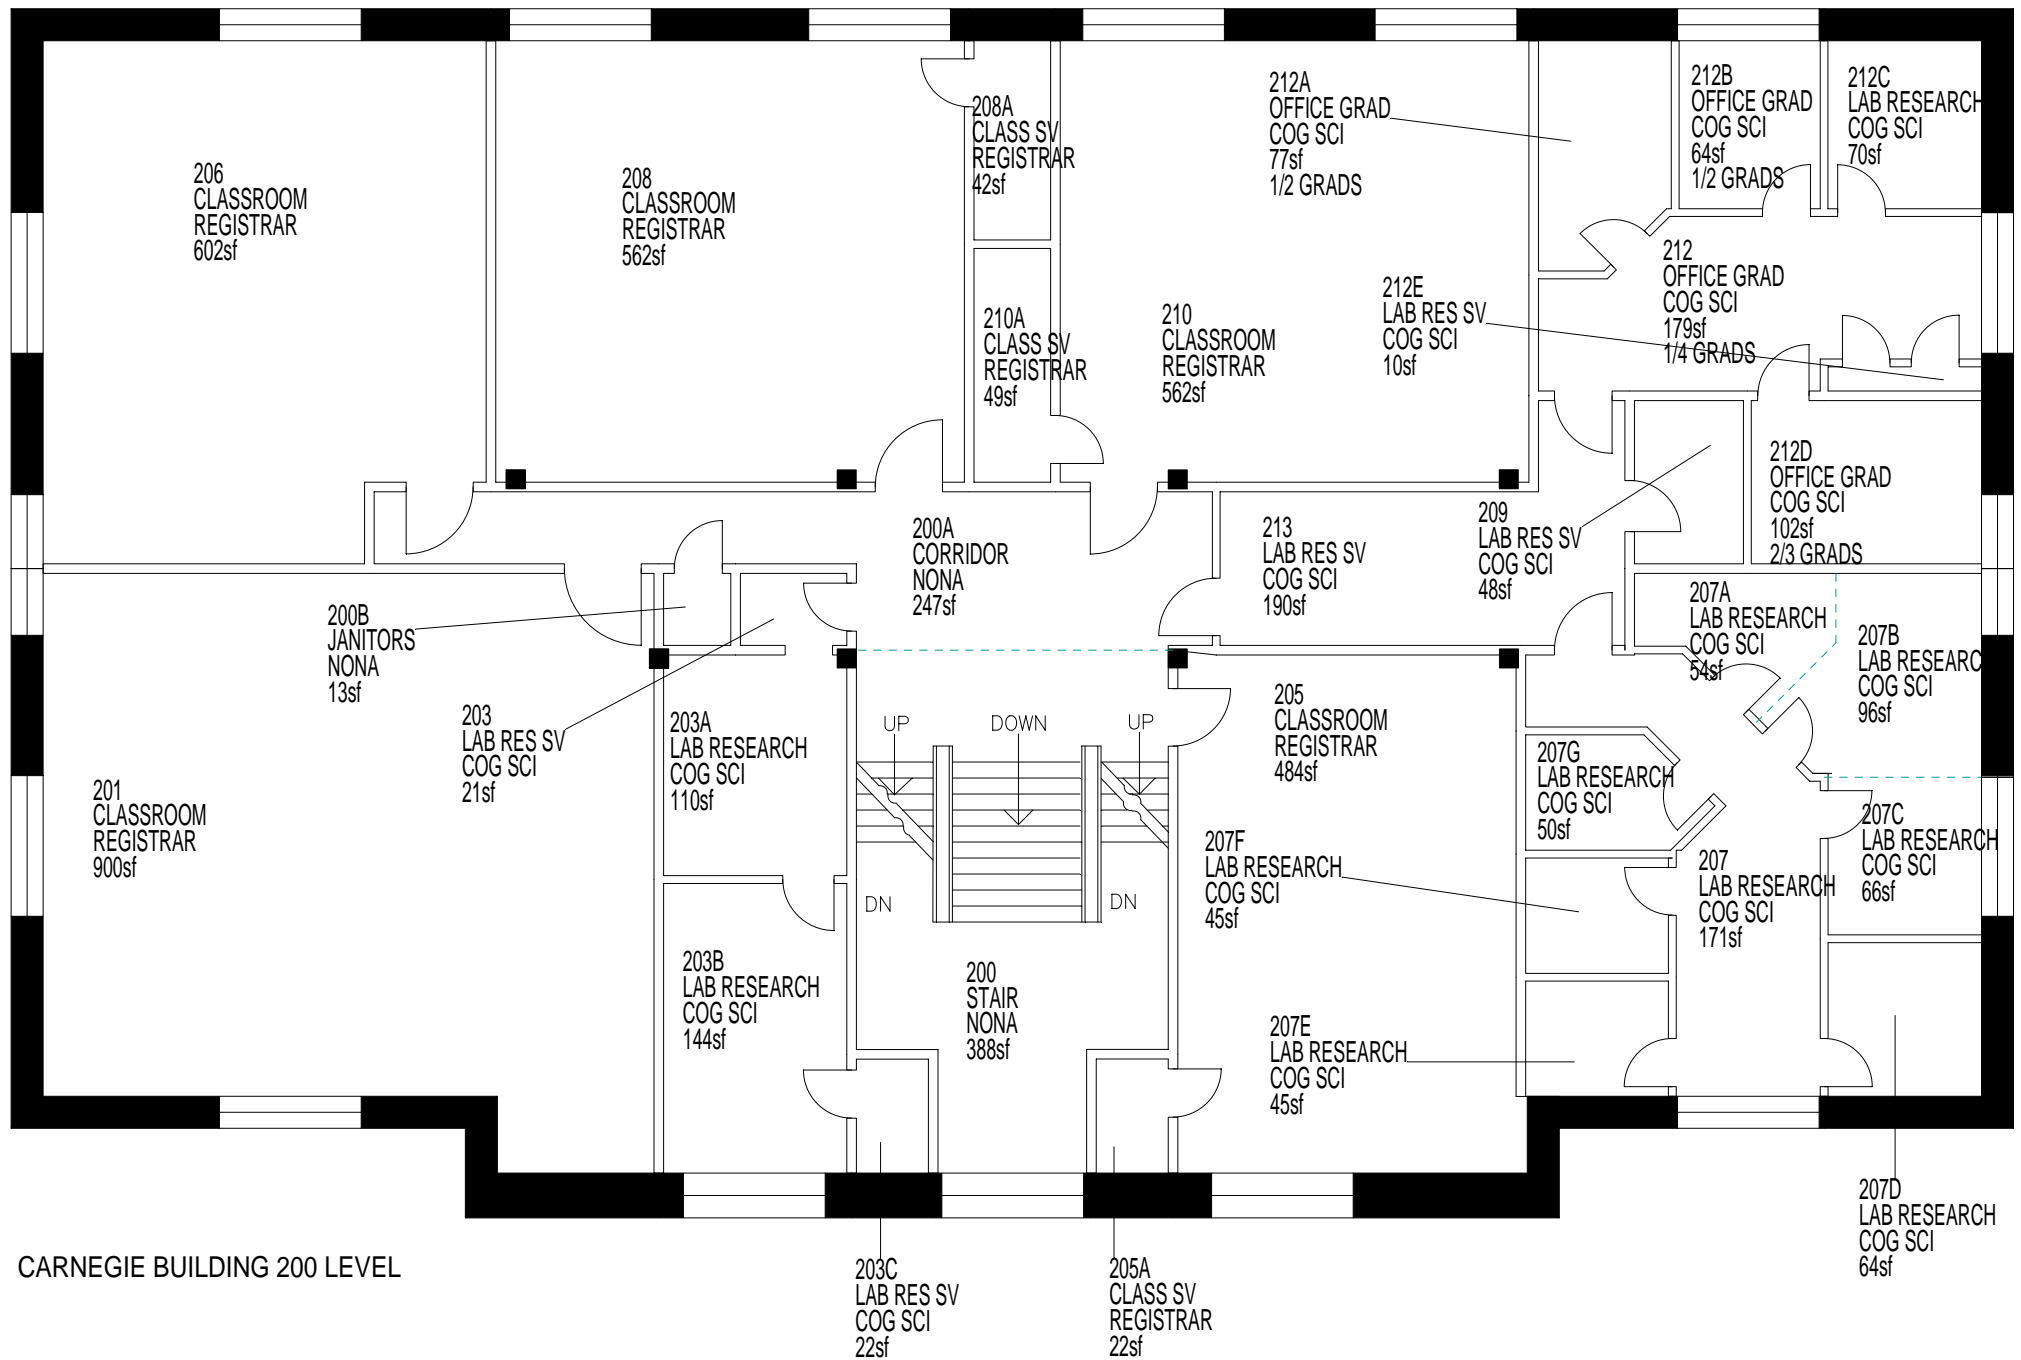 206
CLASSROOM
REGISTRAR
602sf
208
CLASSROOM
REGISTRAR
562sf
208A
CLASS SV
REGISTRAR
42sf
210A
CLASS SV
REGISTRAR
49sf
210
CLASSROOM
REGISTRAR
562sf
212A
OFFICE GRAD
COG SCI
77sf
1/2 GRADS
212E
LAB RES SV
COG SCI
10sf
212B
OFFICE GRAD
COG SCI
64sf
1/2 GRADS
212C
LAB RESEARCH
COG SCI
70sf
212
OFFICE GRAD
COG SCI
179sf
1/4 GRADS
212D
OFFICE GRAD
COG SCI
102sf
2/3 GRADS
209
LAB RES SV
COG SCI
48sf
213
LAB RES SV
COG SCI
190sf
200A
CORRIDOR
NONA
247sf
200B
JANITORS
NONA
13sf
203
LAB RES SV
COG SCI
21sf
201
CLASSROOM
REGISTRAR
900sf
203A
LAB RESEARCH
COG SCI
110sf
203B
LAB RESEARCH
COG SCI
144sf
UP
DOWN
UP
DN
DN
200
STAIR
NONA
388sf
205
CLASSROOM
REGISTRAR
484sf
207F
LAB RESEARCH
COG SCI
45sf
207E
LAB RESEARCH
COG SCI
45sf
207G
LAB RESEARCH
COG SCI
50sf
207A
LAB RESEARCH
COG SCI
54sf
207B
LAB RESEARC
COG SCI
96sf
207C
LAB RESEARCH
COG SCI
66sf
207
LAB RESEARCH
COG SCI
171sf
207D
LAB RESEARCH
COG SCI
64sf
203C
LAB RES SV
COG SCI
22sf
205A
CLASS SV
REGISTRAR
22sf
CARNEGIE BUILDING 200 LEVEL